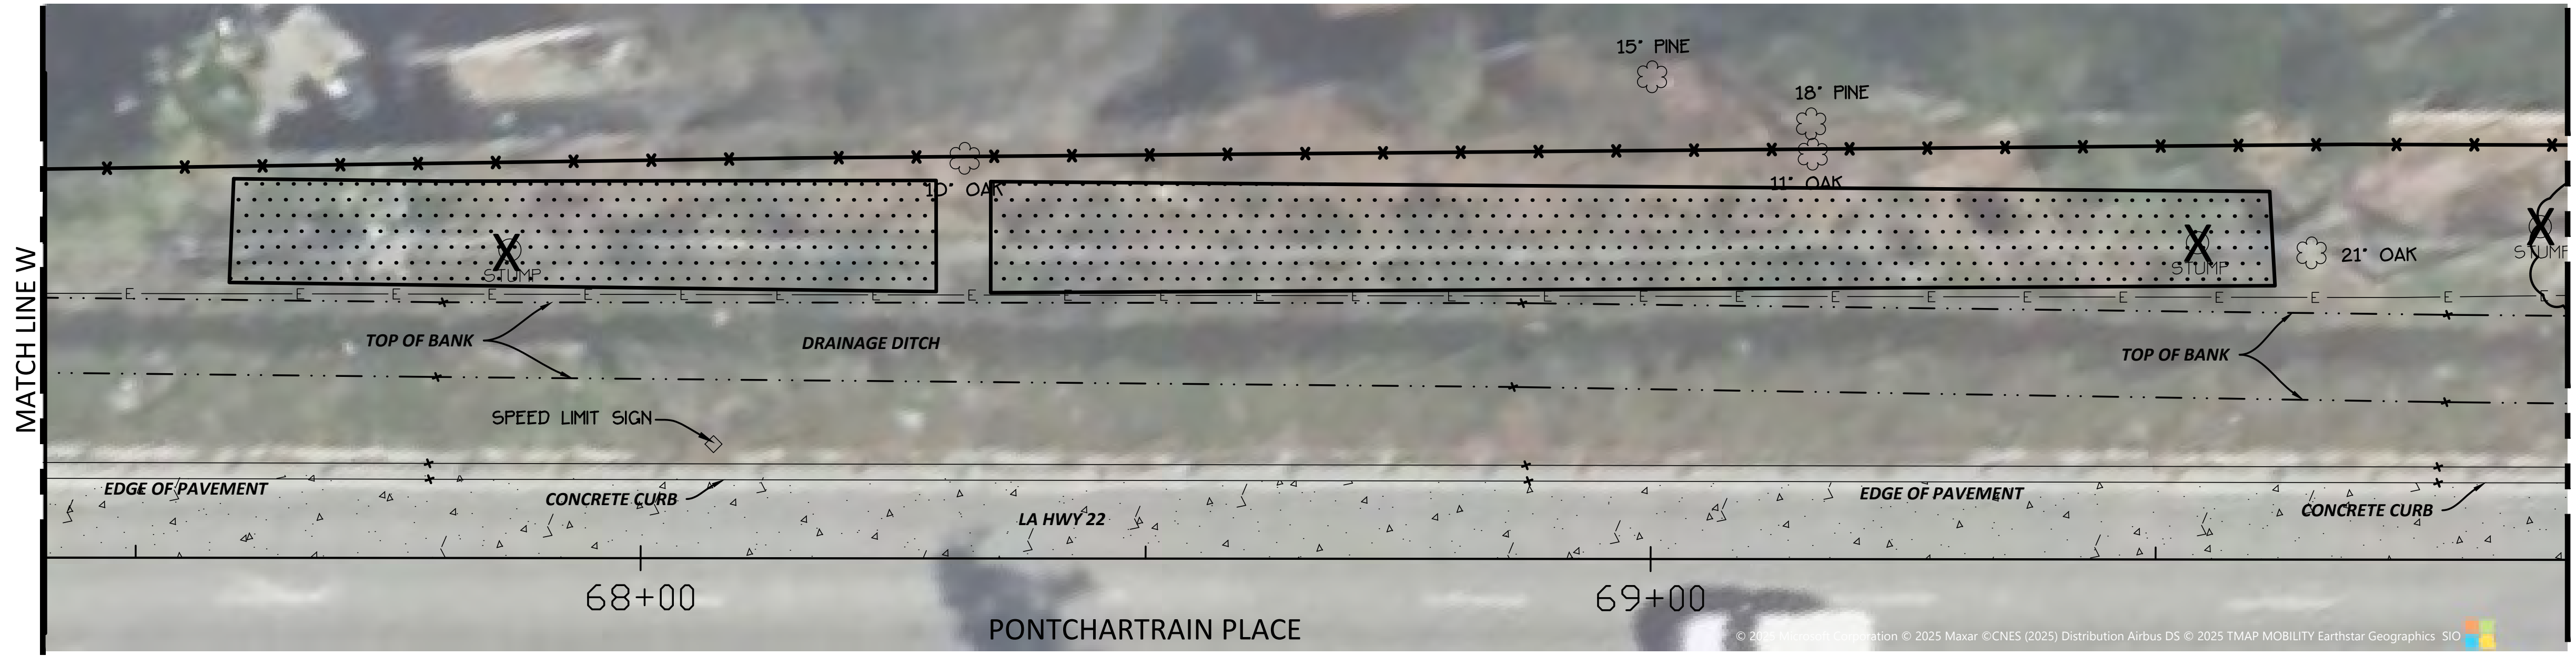 15" PINE
18" PINE
10" OAK
11" OAK
STUMP
STUMP
21" OAK
STUMP
E E E E E E E E E E E E E E E E E E E E E E E E E E
MATCH LINE W
TOP OF BANK
DRAINAGE DITCH
TOP OF BANK
SPEED LIMIT SIGN
EDGE OF PAVEMENT
CONCRETE CURB
LA HWY 22
EDGE OF PAVEMENT
CONCRETE CURB
68+00
69+00
PONTCHARTRAIN PLACE
© 2025 Microsoft Corporation © 2025 Maxar ©CNES (2025) Distribution Airbus DS © 2025 TMAP MOBILITY Earthstar Geographics SIO